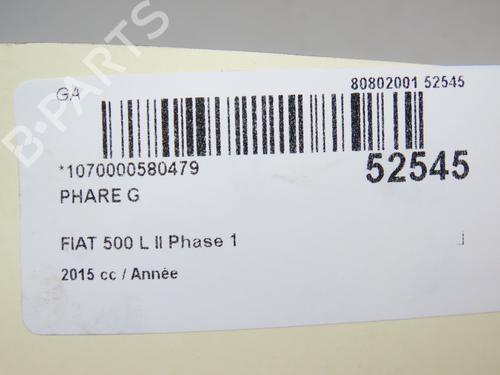 GA
80802001 52545
*1070000580479
52545
PHARE G
FIAT 500 L II Phase 1
2015 cc / Année
B-PARTS